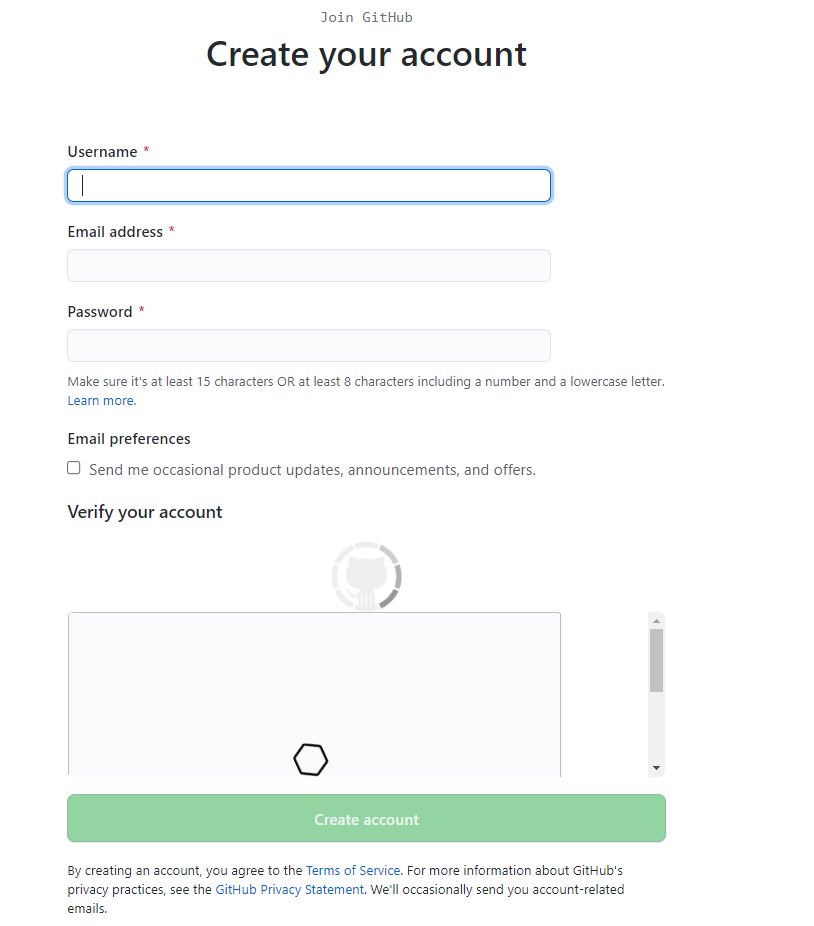 Join GitHub
Create your account
Username *
Email address *
Password *
Make sure it's at least 15 characters OR at least 8 characters including a number and a lowercase letter.
Learn more.
Email preferences
Send me occasional product updates, announcements, and offers.
Verify your account
Create account
By creating an account, you agree to the Terms of Service. For more information about GitHub's
privacy practices, see the GitHub Privacy Statement. We'll occasionally send you account-related
emails.